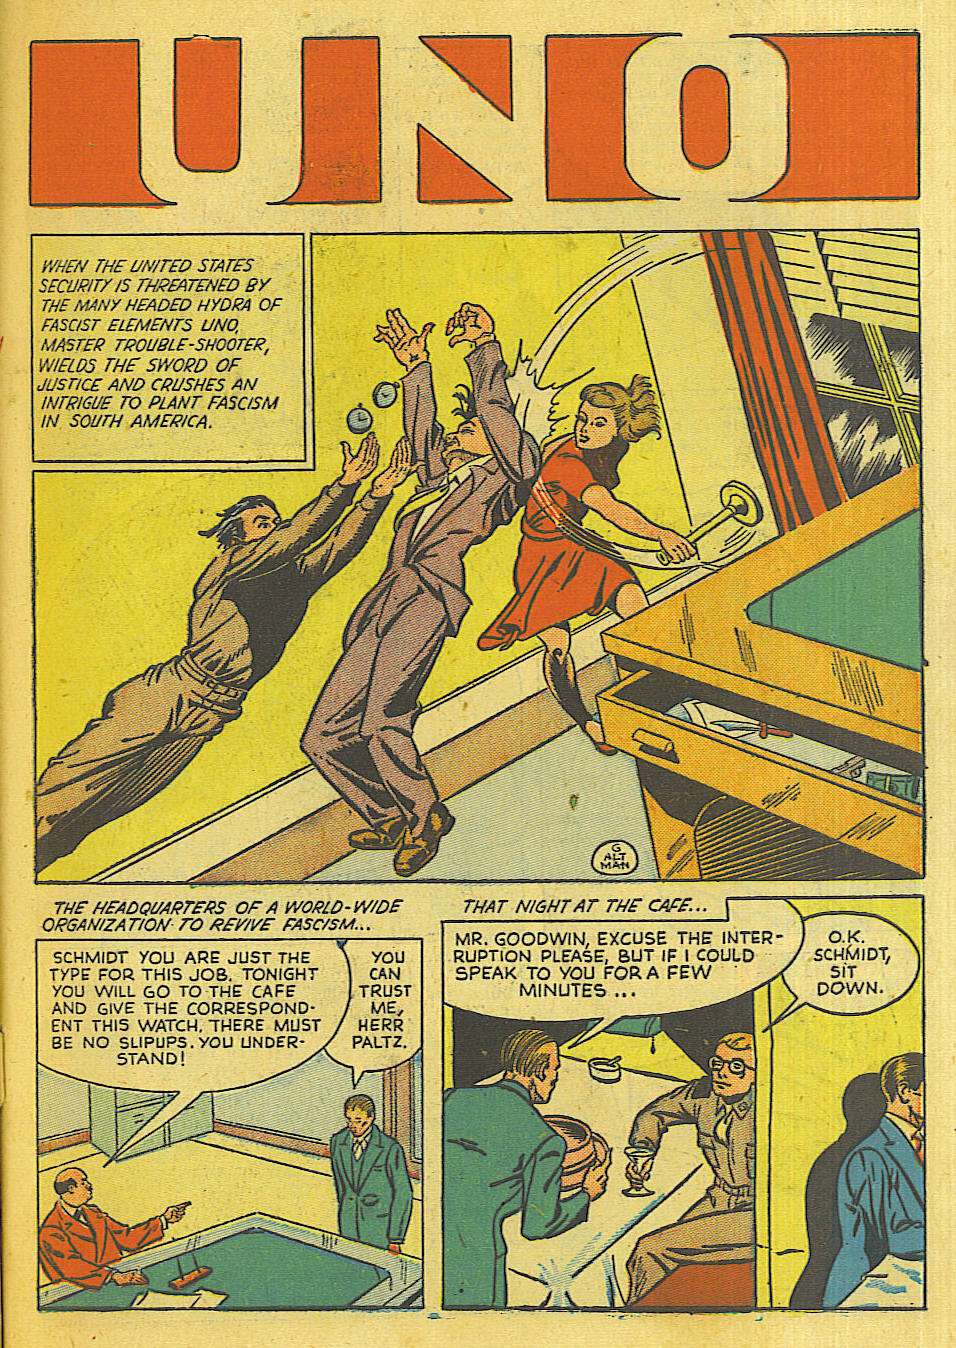 UNO
WHEN THE UNITED STATES
SECURITY IS THREATENED BY
THE MANY HEADED HYDRA OF
FASCIST ELEMENTS UNO,
MASTER TROUBLE-SHOOTER,
WIELDS THE SWORD OF
JUSTICE AND CRUSHES AN
INTRIGUE TO PLANT FASCISM
IN SOUTH AMERICA.
G
ALT
MAN
THE HEADQUARTERS OF A WORLD-WIDE
ORGANIZATION TO REVIVE FASCISM...
SCHMIDT YOU ARE JUST THE
TYPE FOR THIS JOB. TONIGHT
YOU WILL GO TO THE CAFE
AND GIVE THE CORRESPOND-
ENT THIS WATCH. THERE MUST
BE NO SLIPUPS. YOU UNDER-
STAND!
YOU
CAN
TRUST
ME,
HERR
PALTZ.
THAT NIGHT AT THE CAFE...
MR. GOODWIN, EXCUSE THE INTER-
RUPTION PLEASE, BUT IF I COULD
SPEAK TO YOU FOR A FEW
MINUTES ...
O.K.
SCHMIDT,
SIT
DOWN.